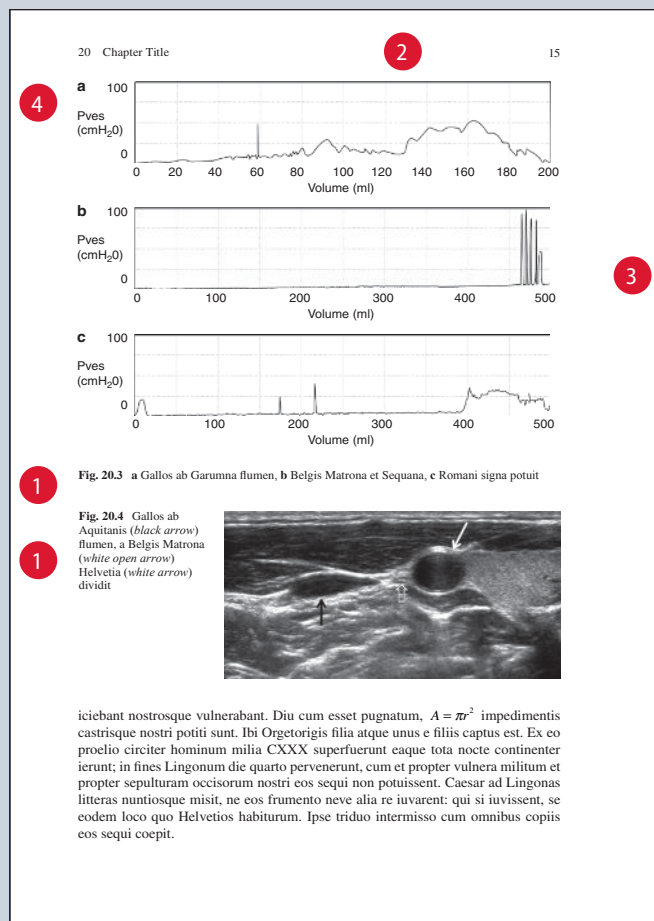 20 Chapter Title 15
2
4
a
100
Pves
(cmH20)
0
0 20 40 60 80 100 120 140 160 180 200
Volume (ml)
b
100
Pves
(cmH20)
0
0 100 200 300 400 500
Volume (ml)
3
c
100
Pves
(cmH20)
0
0 100 200 300 400 500
Volume (ml)
1
Fig. 20.3 a Gallos ab Garumna flumen, b Belgis Matrona et Sequana, c Romani signa potuit
1
Fig. 20.4 Gallos ab
Aquitanis (black arrow)
flumen, a Belgis Matrona
(white open arrow)
Helvetia (white arrow)
dividit
iciebant nostrosque vulnerabant. Diu cum esset pugnatum, A = πr² impedimentis
castrisque nostri potiti sunt. Ibi Orgetorigis filia atque unus e filiis captus est. Ex eo
proelio circiter hominum milia CXXX superfuerunt eaque tota nocte continenter
ierunt; in fines Lingonum die quarto pervenerunt, cum et propter vulnera militum et
propter sepulturam occisorum nostri eos sequi non potuissent. Caesar ad Lingonas
litteras nuntiosque misit, ne eos frumento neve alia re iuvarent: qui si iuvissent, se
eodem loco quo Helvetios habiturum. Ipse triduo intermisso cum omnibus copiis
eos sequi coepit.